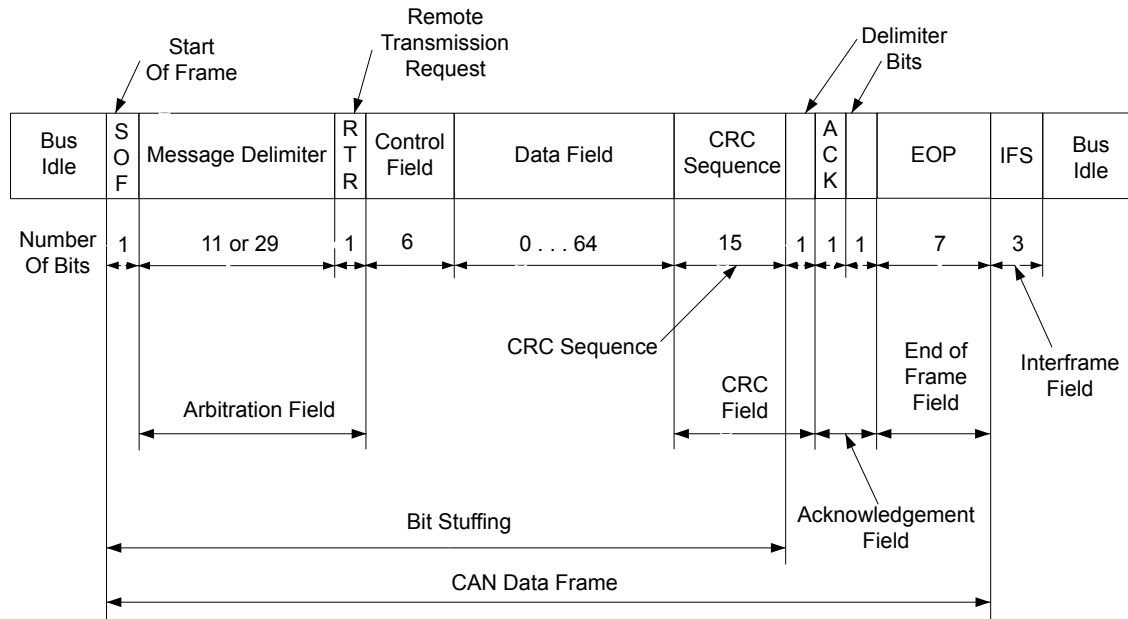 Start
Of Frame
Remote
Transmission
Request
Delimiter
Bits
Bus
Idle
S
O
F
Message Delimiter
R
T
R
Control
Field
Data Field
CRC
Sequence
A
C
K
EOP
IFS
Bus
Idle
Number
Of Bits
1
11 or 29
1
6
0 . . . 64
15
1
1
1
7
3
CRC Sequence
Interframe
Field
Arbitration Field
CRC
Field
End of
Frame
Field
Bit Stuffing
Acknowledgement
Field
CAN Data Frame